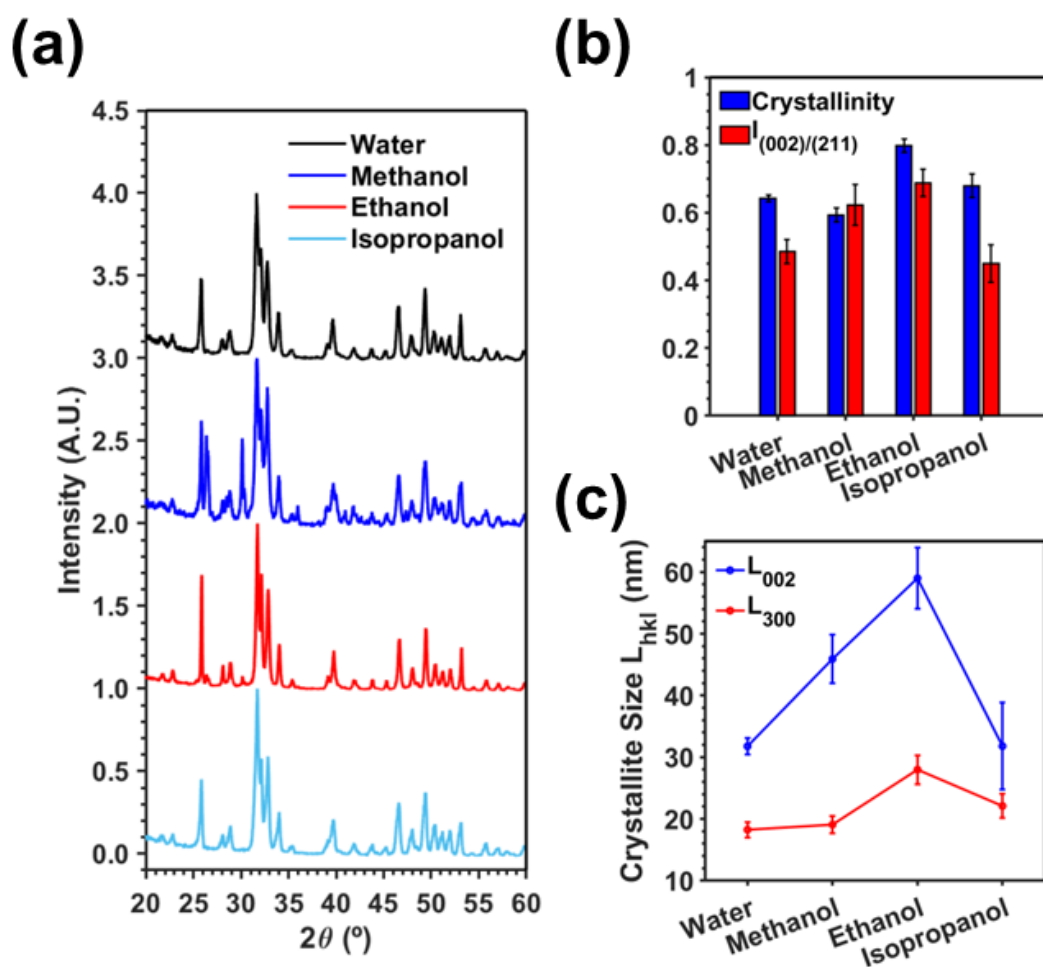 (a)
4.5
4.0
3.5
3.0
2.5
2.0
1.5
1.0
0.5
0.0
Intensity (A.U.)
Water
Methanol
Ethanol
Isopropanol
20 25 30 35 40 45 50 55 60
2θ (º)
(b)
1
0.8
0.6
0.4
0.2
0
Crystallinity
I(002)/(211)
Water
Methanol
Ethanol
Isopropanol
(c)
Crystallite Size Lhkl (nm)
60
50
40
30
20
10
L002
L300
Water
Methanol
Ethanol
Isopropanol